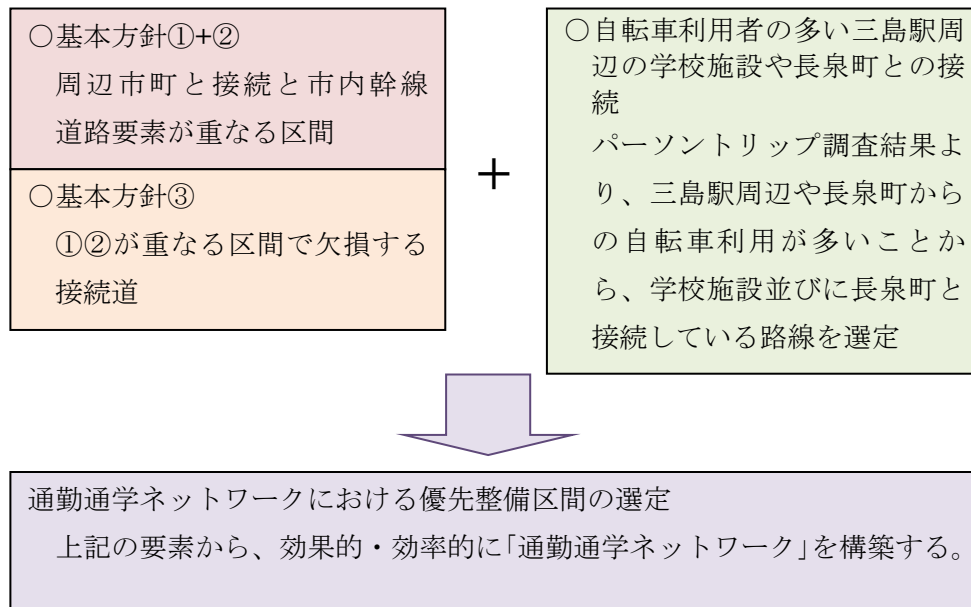 ○基本方針①+②
周辺市町と接続と市内幹線
道路要素が重なる区間
○基本方針③
①②が重なる区間で欠損する
接続道
+
○自転車利用者の多い三島駅周
辺の学校施設や長泉町との接
続
パーソントリップ調査結果よ
り、三島駅周辺や長泉町から
の自転車利用が多いことか
ら、学校施設並びに長泉町と
接続している路線を選定
通勤通学ネットワークにおける優先整備区間の選定
上記の要素から、効果的・効率的に「通勤通学ネットワーク」を構築する。